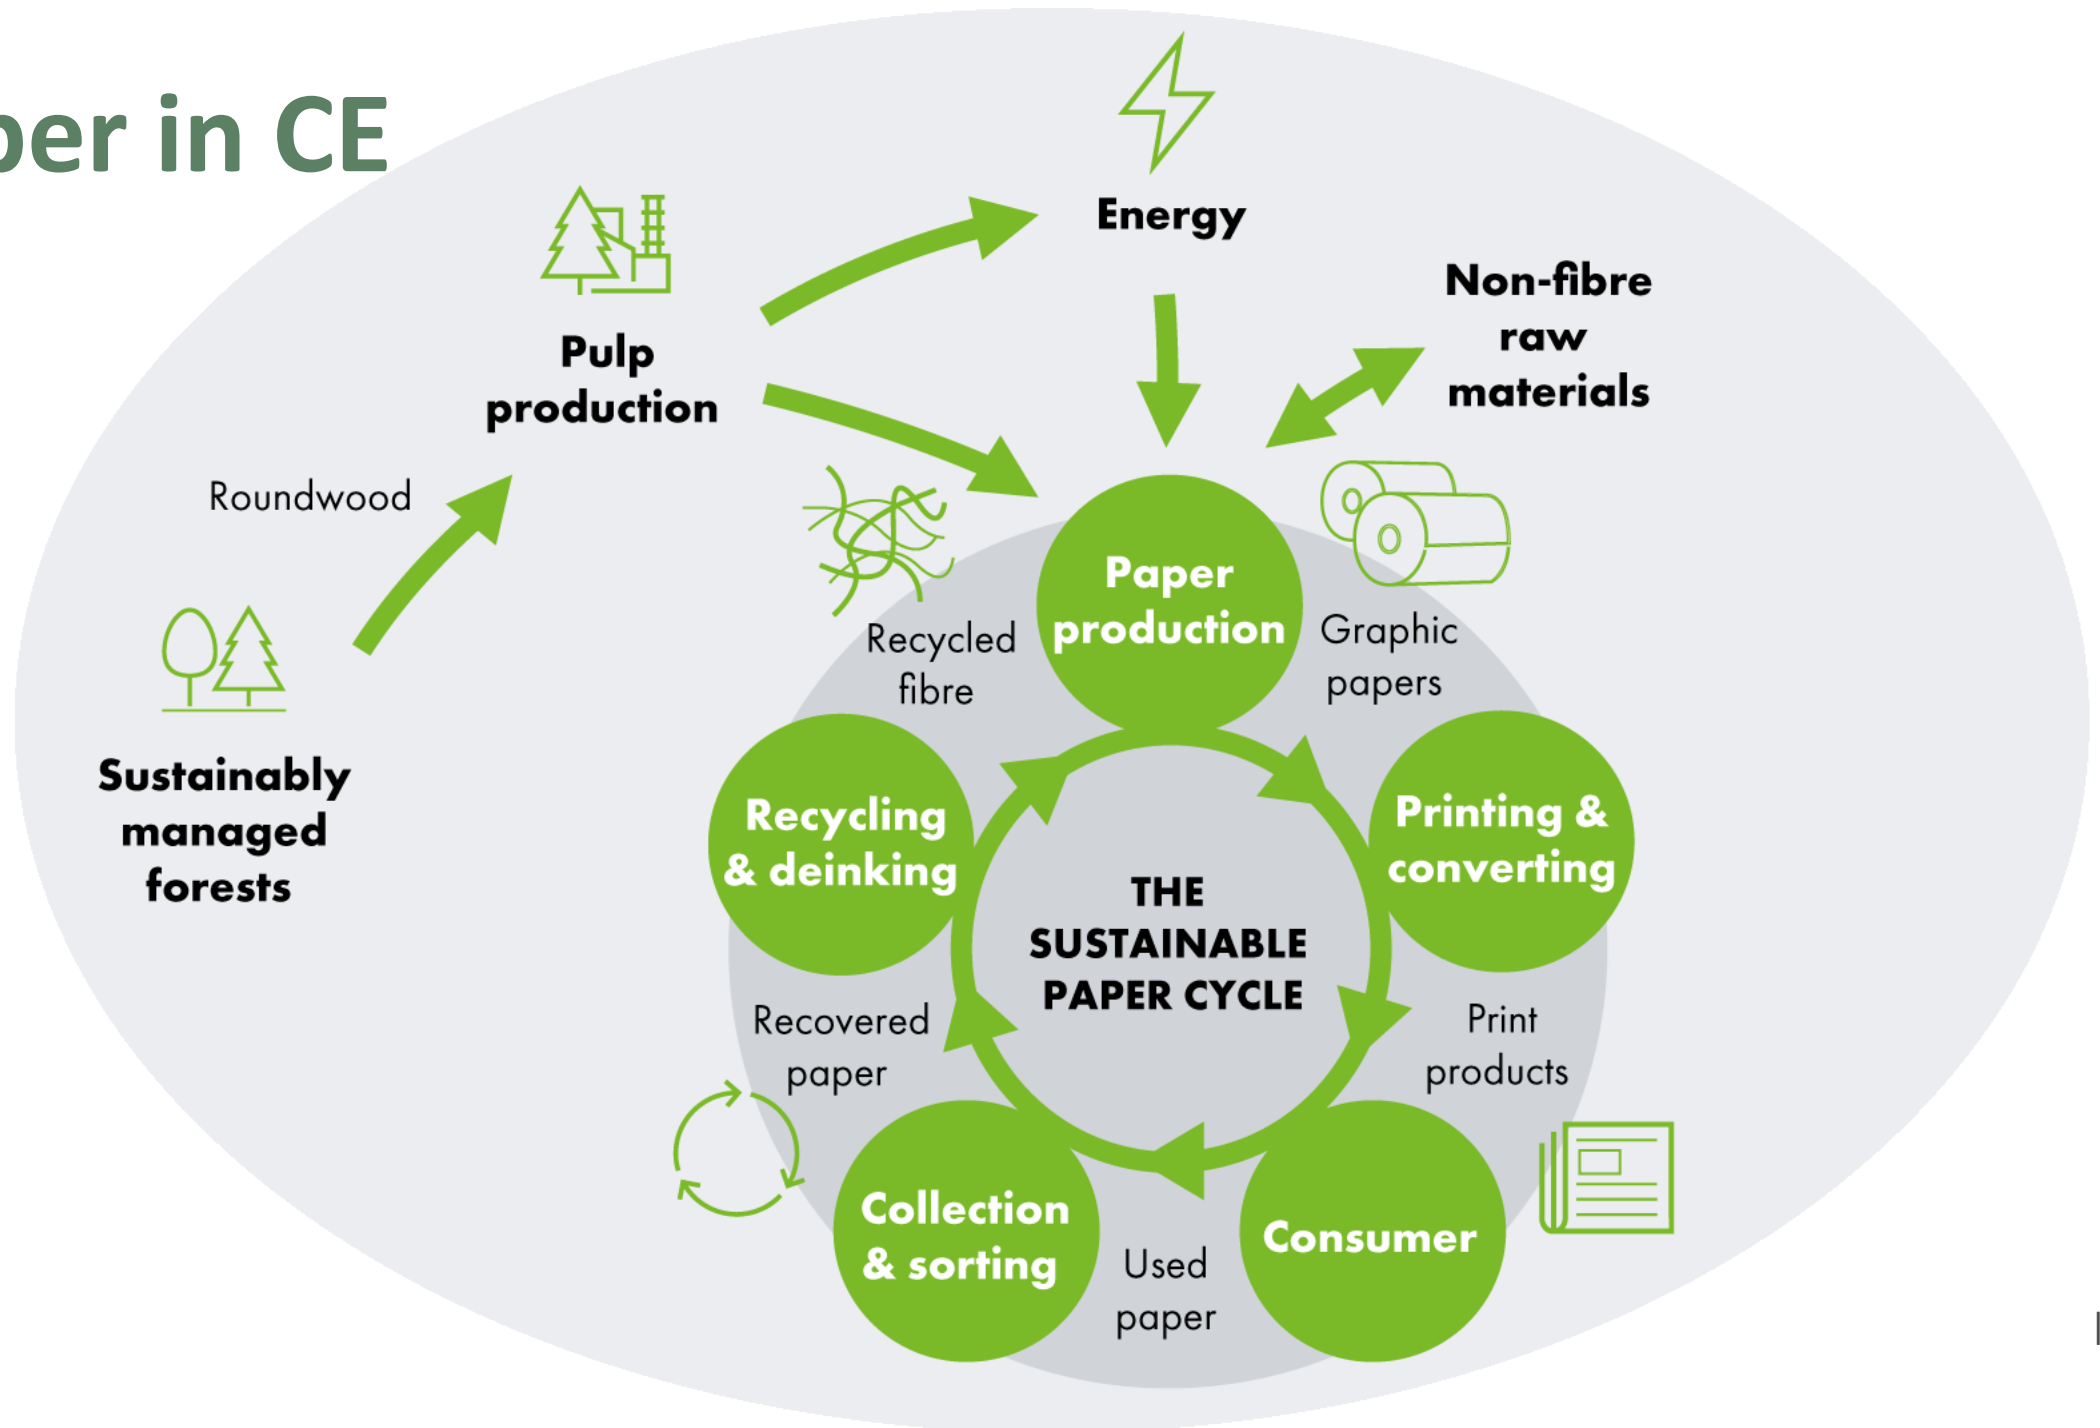 per in CE
Energy
Non-fibre
raw
materials
Pulp
production
Roundwood
Sustainably
managed
forests
Paper
production
Graphic
papers
Printing &
converting
Print
products
Consumer
Used
paper
Collection
& sorting
Recovered
paper
Recycling
& deinking
Recycled
fibre
THE
SUSTAINABLE
PAPER CYCLE